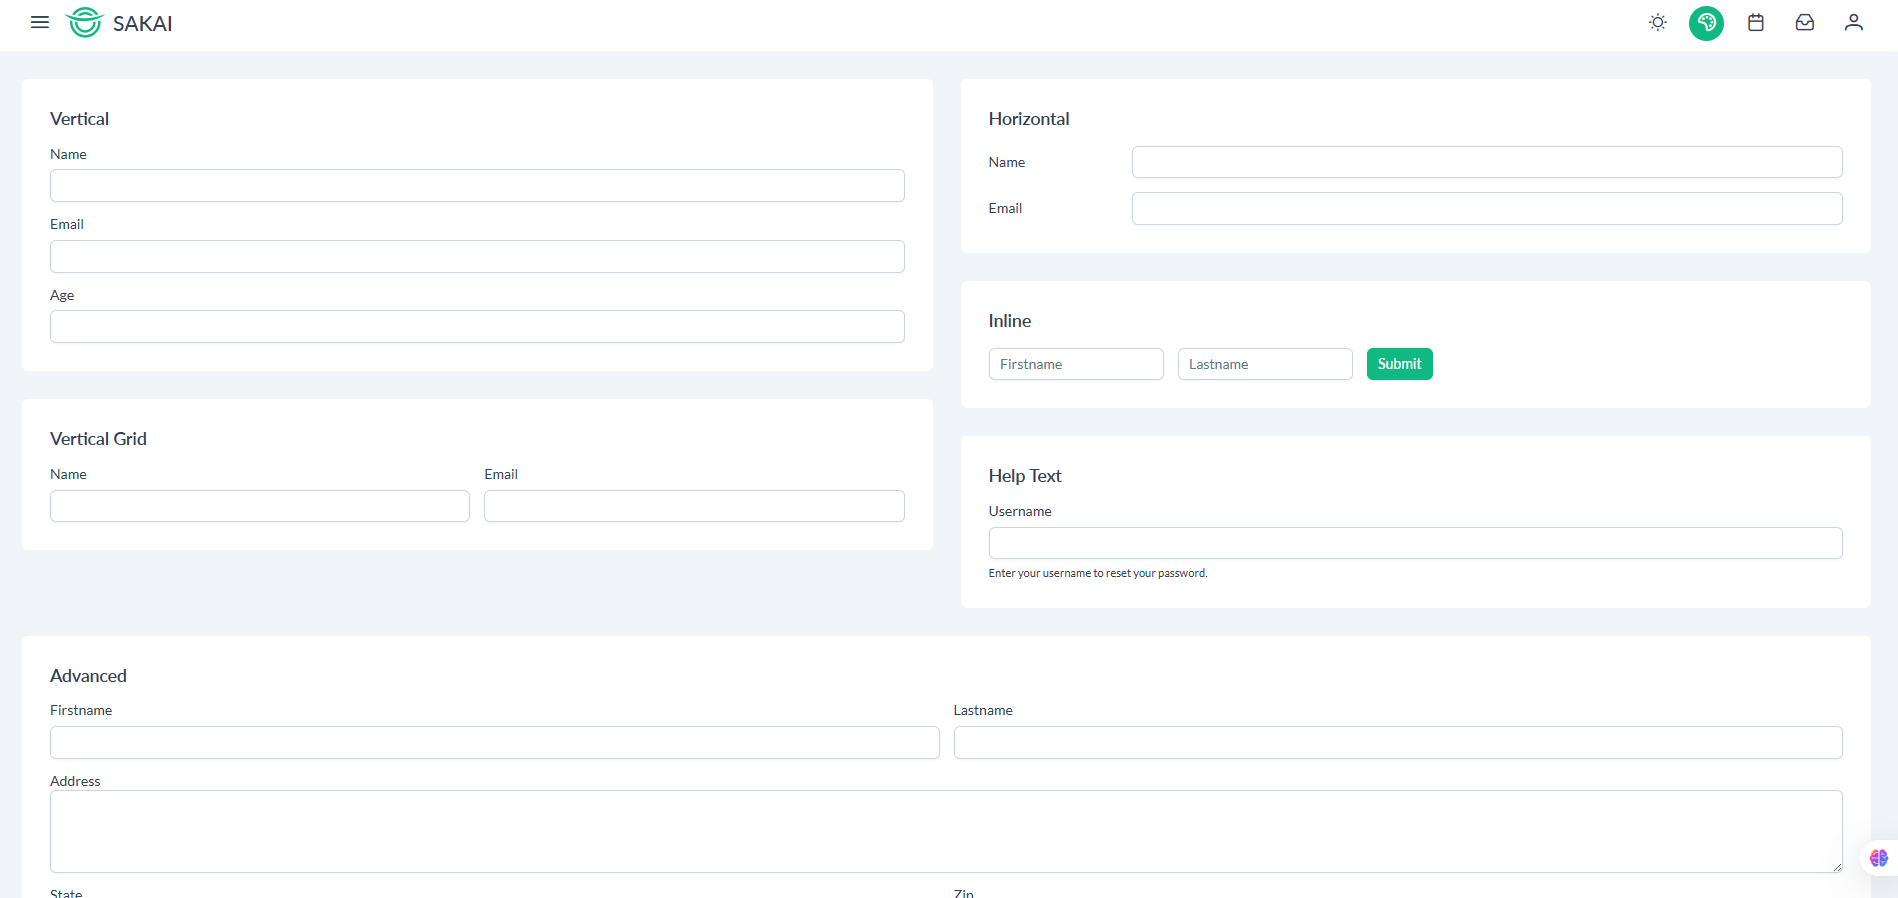 SAKAI
Vertical
Name
Email
Age
Vertical Grid
Name Email
Horizontal
Name
Email
Inline
Firstname Lastname Submit
Help Text
Username
Enter your username to reset your password.
Advanced
Firstname Lastname
Address
State Zip